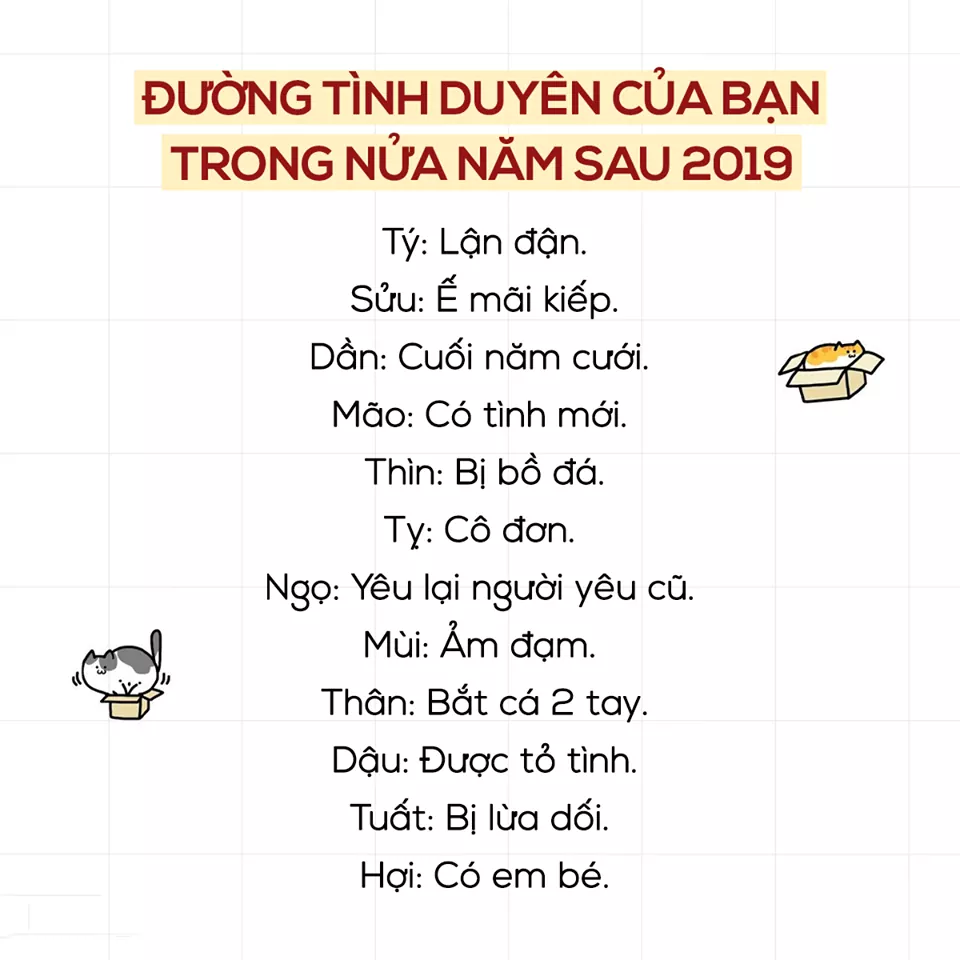 ĐƯỜNG TÌNH DUYÊN CỦA BẠN
TRONG NỬA NĂM SAU 2019
Tý: Lận đận.
Sửu: Ế mãi kiếp.
Dần: Cuối năm cưới.
Mão: Có tình mới.
Thìn: Bị bồ đá.
Tỵ: Cô đơn.
Ngọ: Yêu lại người yêu cũ.
Mùi: Ảm đạm.
Thân: Bắt cá 2 tay.
Dậu: Được tỏ tình.
Tuất: Bị lừa dối.
Hợi: Có em bé.